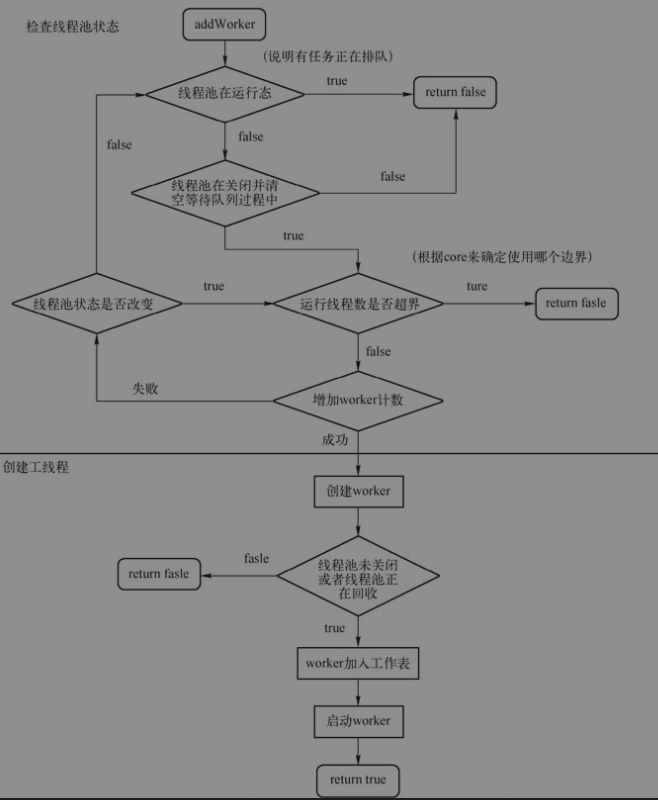 检查线程池状态
addWorker
(说明有任务正在排队)
线程池在运行态
true
return false
false
false
线程池在关闭并清
空等待队列过程中
false
true
(根据core来确定使用哪个边界)
线程池状态是否改变
true
运行线程数是否超界
ture
return fasle
false
失败
增加worker计数
成功
创建工线程
创建worker
fasle
线程池未关闭
或者线程池正
在回收
return fasle
true
worker加入工作表
启动worker
return true